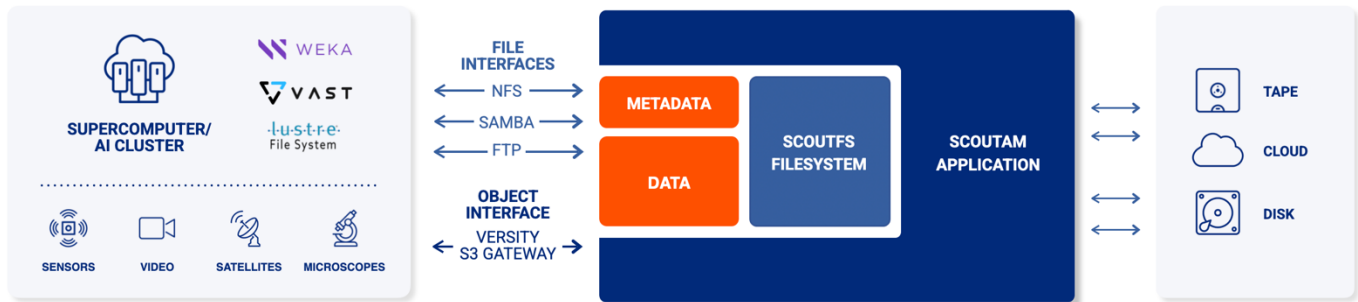 WEKA
VAST
SUPERCOMPUTER/
AI CLUSTER
l·u·s·t·r·e
File System
SENSORS
VIDEO
SATELLITES
MICROSCOPES
FILE
INTERFACES
NFS
SAMBA
FTP
OBJECT
INTERFACE
VERSITY
S3 GATEWAY
METADATA
DATA
SCOUTFS
FILESYSTEM
SCOUTAM
APPLICATION
TAPE
CLOUD
DISK